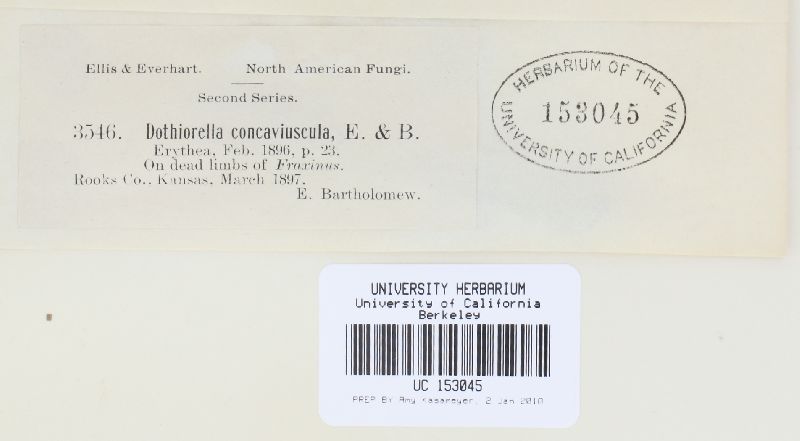 Ellis & Everhart. North American Fungi.
Second Series.
3546. Dothiorella concaviuscula, E. & B.
Erythea, Feb. 1896, p. 23.
On dead limbs of Fraxinus.
Rooks Co., Kansas, March 1897.
E. Bartholomew.
HERBARIUM OF THE
153045
UNIVERSITY OF CALIFORNIA
UNIVERSITY HERBARIUM
University of California
Berkeley
UC 153045
PREP BY Amy Kasameyer, 2 Jan 2010